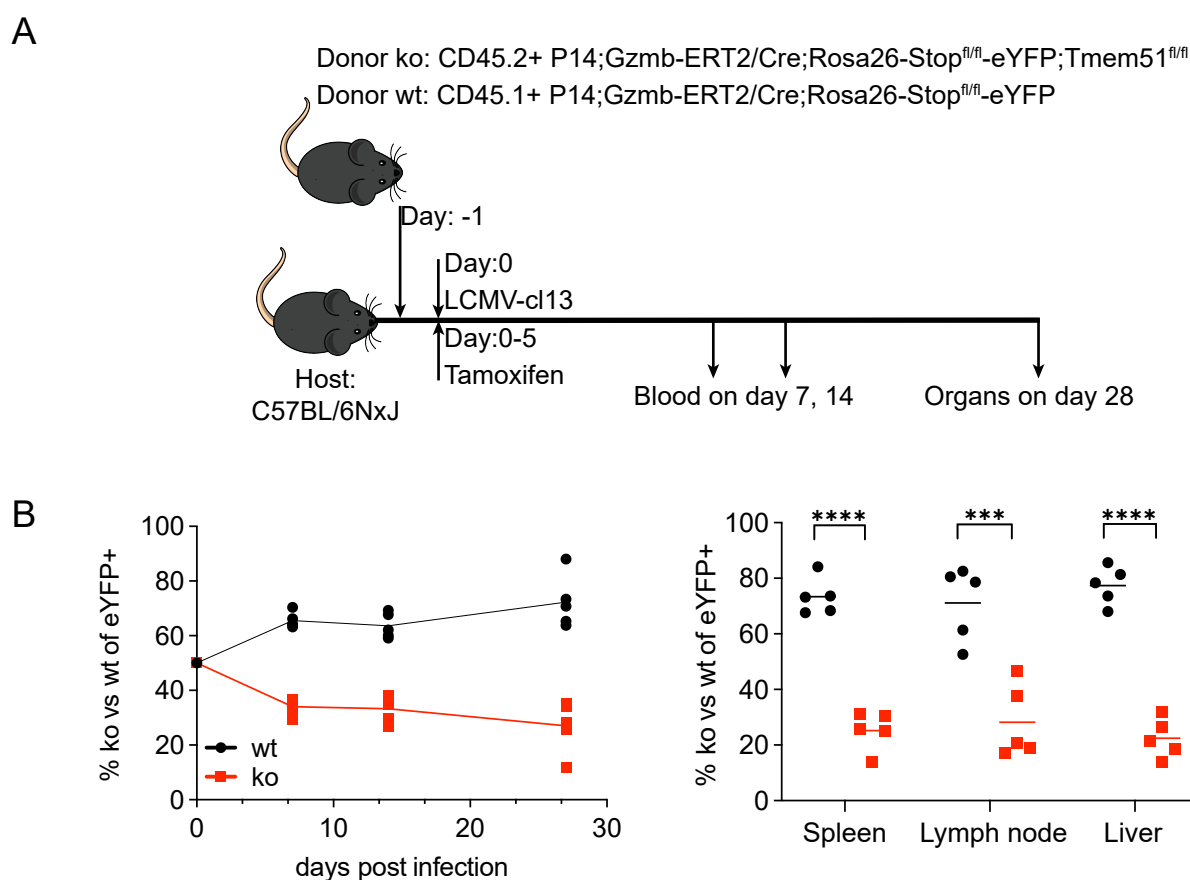 A
Donor ko: CD45.2+ P14;Gzmb-ERT2/Cre;Rosa26-Stopfl/fl-eYFP;Tmem51fl/fl
Donor wt: CD45.1+ P14;Gzmb-ERT2/Cre;Rosa26-Stopfl/fl-eYFP
Day: -1
Day:0
LCMV-cl13
Day:0-5
Tamoxifen
Host:
C57BL/6NxJ
Blood on day 7, 14
Organs on day 28
B
% ko vs wt of eYFP+
100
80
60
40
20
0
wt
ko
0
10
20
30
days post infection
% ko vs wt of eYFP+
100
80
60
40
20
0
****
***
****
Spleen
Lymph node
Liver